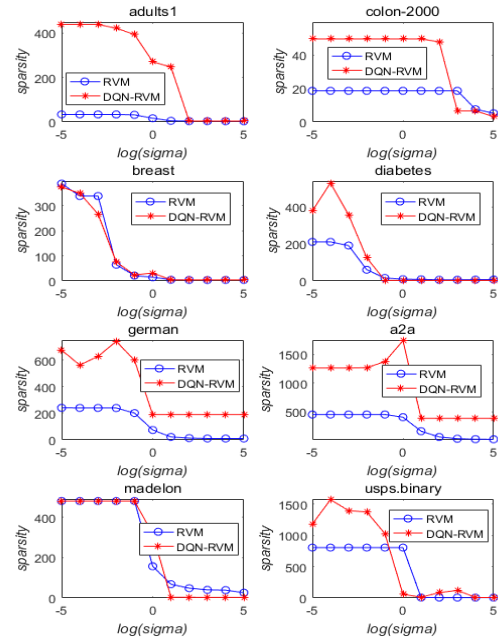 adults1
400
200
0
-5 0 5
sparsity
log(sigma)
RVM
DQN-RVM
colon-2000
60
40
20
0
-5 0 5
sparsity
log(sigma)
RVM
DQN-RVM
breast
300
200
100
0
-5 0 5
sparsity
log(sigma)
RVM
DQN-RVM
diabetes
400
200
0
-5 0 5
sparsity
log(sigma)
RVM
DQN-RVM
german
600
400
200
0
-5 0 5
sparsity
log(sigma)
RVM
DQN-RVM
a2a
1500
1000
500
-5 0 5
sparsity
log(sigma)
RVM
DQN-RVM
madelon
400
200
0
-5 0 5
sparsity
log(sigma)
RVM
DQN-RVM
usps.binary
1500
1000
500
0
-5 0 5
sparsity
log(sigma)
RVM
DQN-RVM